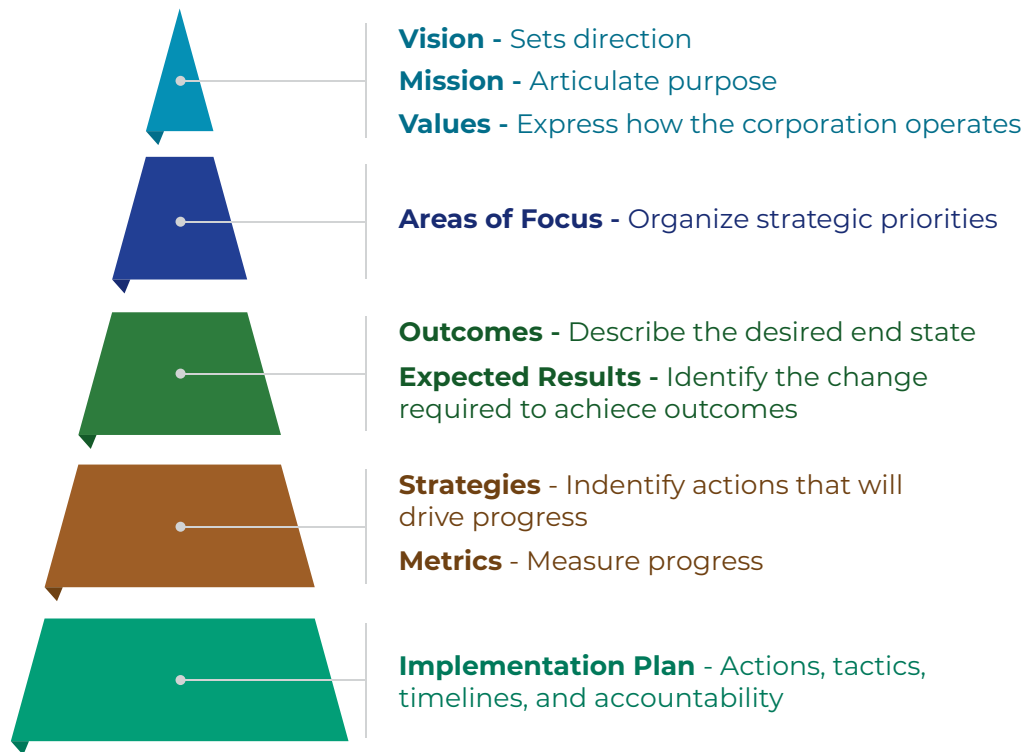 Vision - Sets direction
Mission - Articulate purpose
Values - Express how the corporation operates
Areas of Focus - Organize strategic priorities
Outcomes - Describe the desired end state
Expected Results - Identify the change
required to achiece outcomes
Strategies - Indentify actions that will
drive progress
Metrics - Measure progress
Implementation Plan - Actions, tactics,
timelines, and accountability